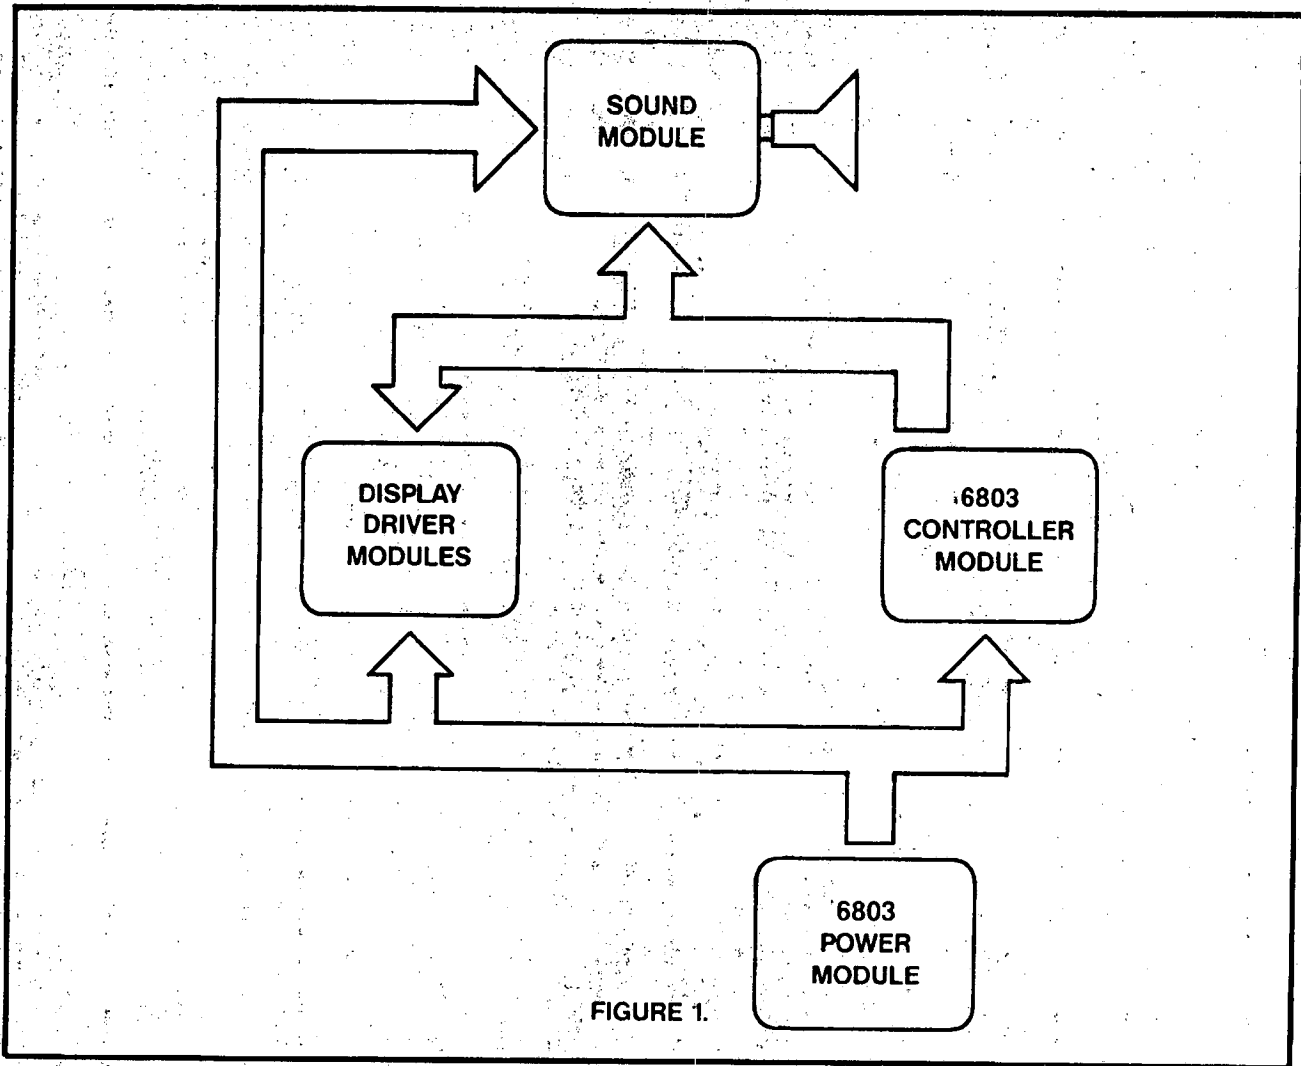 SOUND
MODULE
DISPLAY
DRIVER
MODULES
6803
CONTROLLER
MODULE
6803
POWER
MODULE
FIGURE 1.